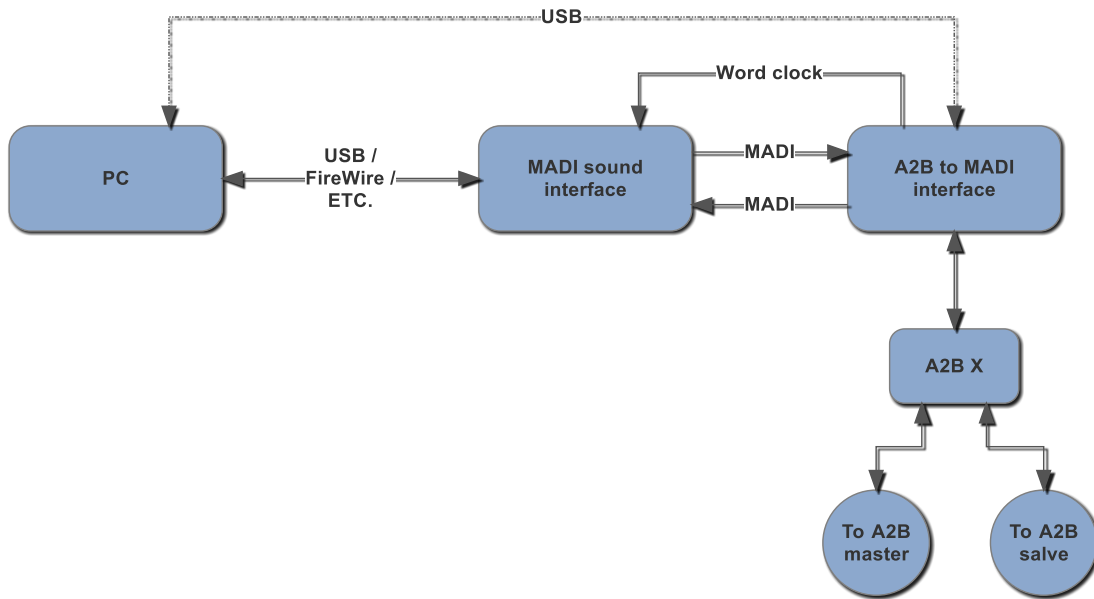 USB
Word clock
PC
USB /
FireWire /
ETC.
MADI sound
interface
MADI
MADI
A2B to MADI
interface
A2B X
To A2B
master
To A2B
salve